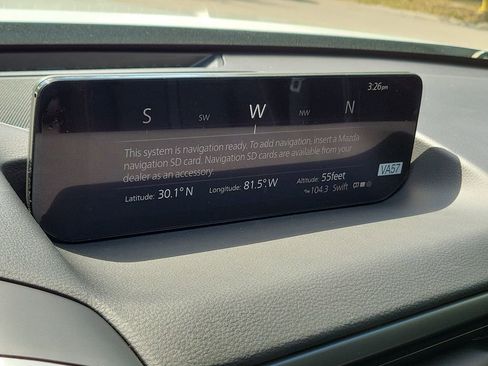 3:26pm
S SW W NW N
This system is navigation ready. To add navigation, insert a Mazda
navigation SD card. Navigation SD cards are available from your
dealer as an accessory.
VA57
Latitude: 30.1° N Longitude: 81.5° W Altitude: 55feet
104.3 Swift